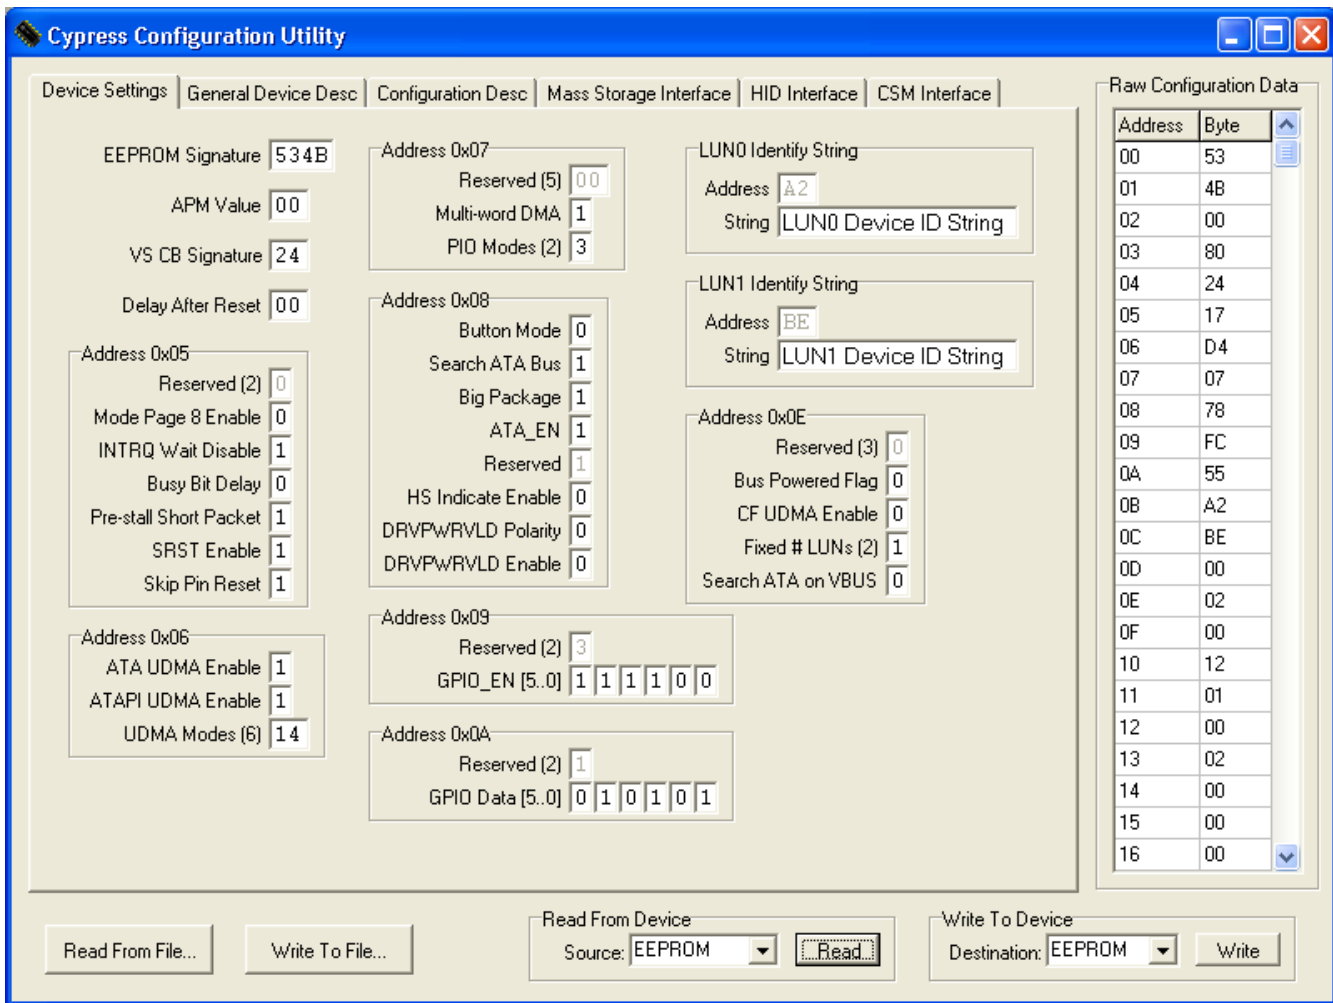 Cypress Configuration Utility
Device Settings General Device Desc Configuration Desc Mass Storage Interface HID Interface CSM Interface
EEPROM Signature 534B
APM Value 00
VS CB Signature 24
Delay After Reset 00
Address 0x05
Reserved (2) 0
Mode Page 8 Enable 0
INTRQ Wait Disable 1
Busy Bit Delay 0
Pre-stall Short Packet 1
SRST Enable 1
Skip Pin Reset 1
Address 0x06
ATA UDMA Enable 1
ATAPI UDMA Enable 1
UDMA Modes (6) 14
Address 0x07
Reserved (5) 00
Multi-word DMA 1
PIO Modes (2) 3
Address 0x08
Button Mode 0
Search ATA Bus 1
Big Package 1
ATA_EN 1
Reserved 1
HS Indicate Enable 0
DRVPWRVLD Polarity 0
DRVPWRVLD Enable 0
Address 0x09
Reserved (2) 3
GPIO_EN [5..0] 1 1 1 1 0 0
Address 0x0A
Reserved (2) 1
GPIO Data [5..0] 0 1 0 1 0 1
LUN0 Identify String
Address A2
String LUN0 Device ID String
LUN1 Identify String
Address BE
String LUN1 Device ID String
Address 0x0E
Reserved (3) 0
Bus Powered Flag 0
CF UDMA Enable 0
Fixed # LUNs (2) 1
Search ATA on VBUS 0
Raw Configuration Data
Address Byte
00 53
01 4B
02 00
03 80
04 24
05 17
06 D4
07 07
08 78
09 FC
0A 55
0B A2
0C BE
0D 00
0E 02
0F 00
10 12
11 01
12 00
13 02
14 00
15 00
16 00
Read From File... Write To File...
Read From Device
Source: EEPROM Read
Write To Device
Destination: EEPROM Write